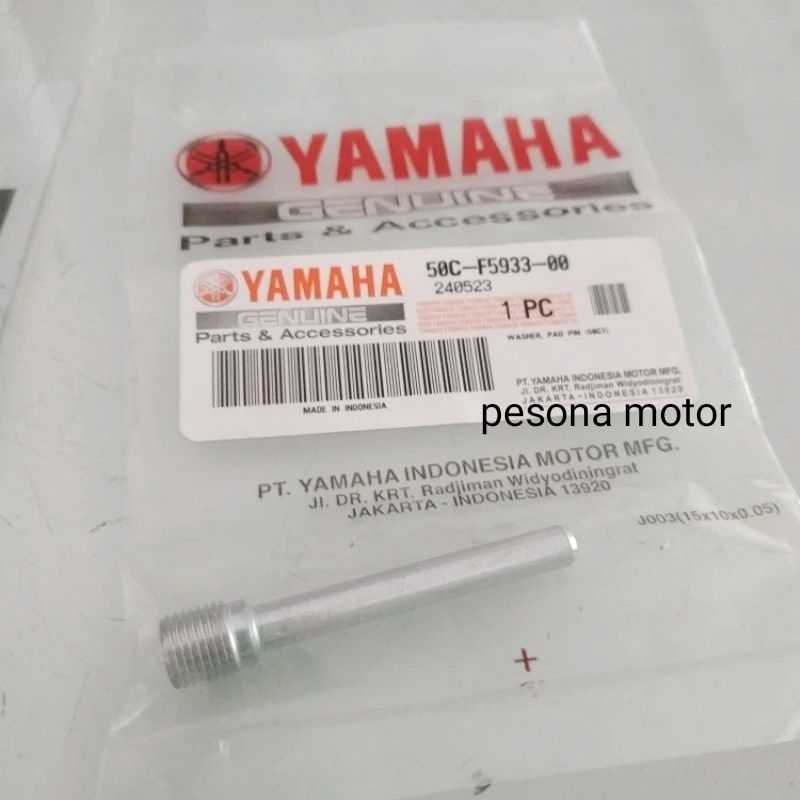 YAMAHA
GENUINE
Parts & Accessories
YAMAHA
GENUINE
Parts & Accessories
50C-F5933-00
240523
1 PC
WASHER, PAD PIN (5BC1)
MADE IN INDONESIA
PT. YAMAHA INDONESIA MOTOR MFG.
JL. DR. KRT. Radjiman Widyodiningrat
JAKARTA - INDONESIA 13920
pesona motor
PT. YAMAHA INDONESIA MOTOR MFG.
Jl. DR. KRT. Radjiman Widyodiningrat
JAKARTA - INDONESIA 13920
J003(15x10x0.05)